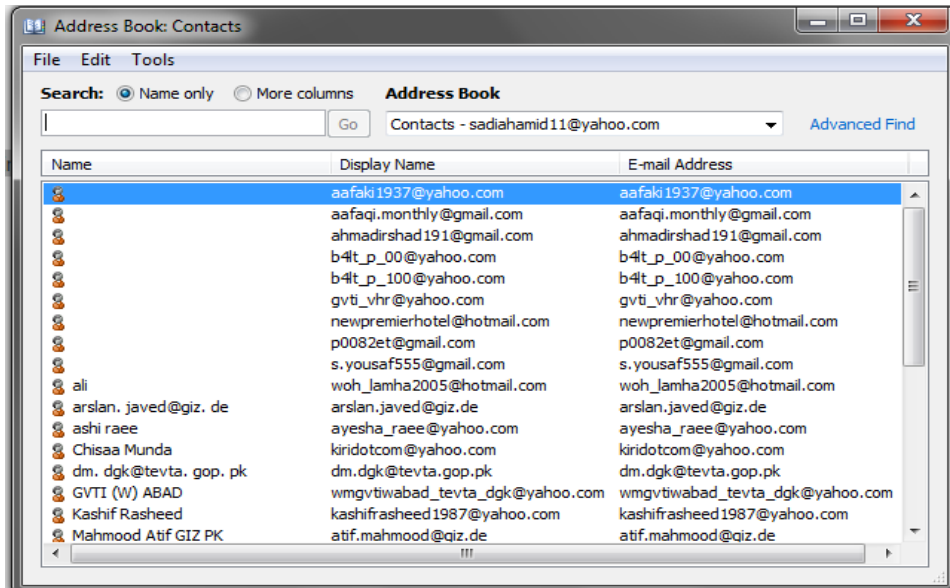 Address Book: Contacts
File Edit Tools
Search: Name only More columns Address Book
Go Contacts - sadiahamid11@yahoo.com Advanced Find
Name Display Name E-mail Address
aafaki1937@yahoo.com aafaki1937@yahoo.com
aafaqi.monthly@gmail.com aafaqi.monthly@gmail.com
ahmadirshad191@gmail.com ahmadirshad191@gmail.com
b4lt_p_00@yahoo.com b4lt_p_00@yahoo.com
b4lt_p_100@yahoo.com b4lt_p_100@yahoo.com
gvti_vhr@yahoo.com gvti_vhr@yahoo.com
newpremierhotel@hotmail.com newpremierhotel@hotmail.com
p0082et@gmail.com p0082et@gmail.com
s.yousaf555@gmail.com s.yousaf555@gmail.com
ali woh_lamha2005@hotmail.com woh_lamha2005@hotmail.com
arslan. javed@giz. de arslan.javed@giz.de arslan.javed@giz.de
ashi raee ayesha_raee@yahoo.com ayesha_raee@yahoo.com
Chisaa Munda kiridotcom@yahoo.com kiridotcom@yahoo.com
dm. dgk@tevta. gop. pk dm.dgk@tevta.gop.pk dm.dgk@tevta.gop.pk
GVTI (W) ABAD wmgvtiwabad_tevta_dgk@yahoo.com wmgvtiwabad_tevta_dgk@yahoo.com
Kashif Rasheed kashifrasheed1987@yahoo.com kashifrasheed1987@yahoo.com
Mahmood Atif GIZ PK atif.mahmood@giz.de atif.mahmood@giz.de